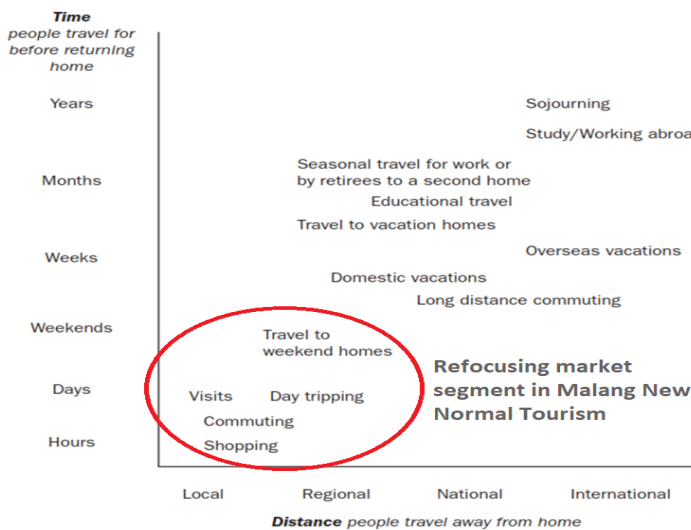 Time
people travel for
before returning
home
Years
Sojourning
Study/Working abroa
Seasonal travel for work or
by retirees to a second home
Months
Educational travel
Travel to vacation homes
Weeks
Overseas vacations
Domestic vacations
Long distance commuting
Weekends
Travel to
weekend homes
Refocusing market
segment in Malang New
Normal Tourism
Days
Visits
Day tripping
Commuting
Hours
Shopping
Local
Regional
National
International
Distance people travel away from home